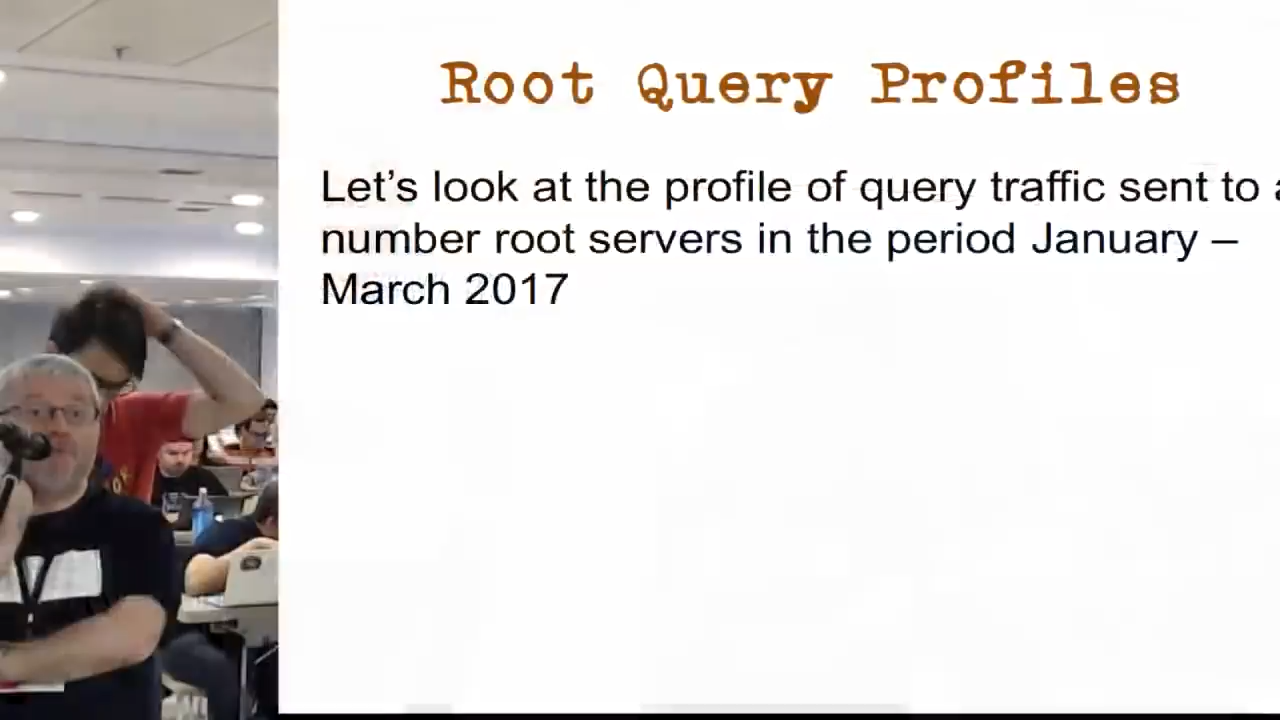 Root Query Profiles
Let’s look at the profile of query traffic sent to a
number root servers in the period January –
March 2017